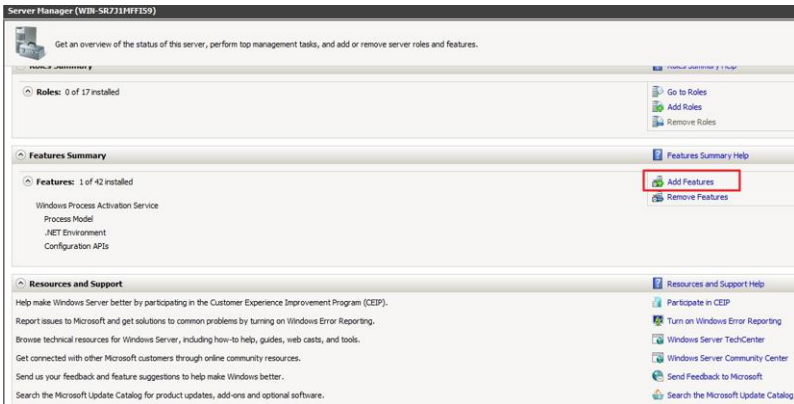 Server Manager (WIN-SR7J1MFFI59)
Get an overview of the status of this server, perform top management tasks, and add or remove server roles and features.
Roles Summary
Roles Summary Help
Roles: 0 of 17 installed
Go to Roles
Add Roles
Remove Roles
Features Summary
Features Summary Help
Features: 1 of 42 installed
Add Features
Remove Features
Windows Process Activation Service
Process Model
.NET Environment
Configuration APIs
Resources and Support
Resources and Support Help
Help make Windows Server better by participating in the Customer Experience Improvement Program (CEIP).
Participate in CEIP
Report issues to Microsoft and get solutions to common problems by turning on Windows Error Reporting.
Turn on Windows Error Reporting
Browse technical resources for Windows Server, including how-to help, guides, web casts, and tools.
Windows Server TechCenter
Get connected with other Microsoft customers through online community resources.
Windows Server Community Center
Send us your feedback and feature suggestions to help make Windows better.
Send Feedback to Microsoft
Search the Microsoft Update Catalog for product updates, add-ons and optional software.
Search the Microsoft Update Catalog